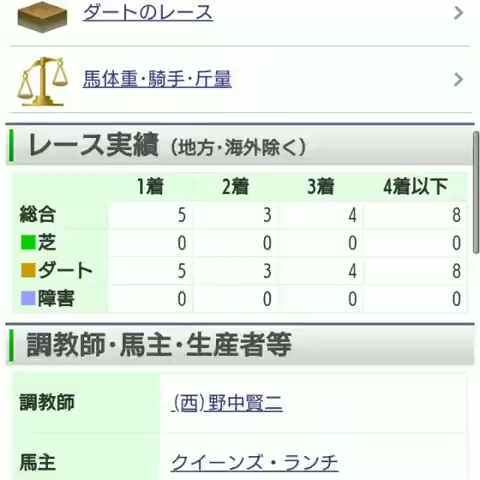 ダートのレース
馬体重・騎手・斤量
レース実績（地方・海外除く）
1着 2着 3着 4着以下
総合 5 3 4 8
芝 0 0 0 0
ダート 5 3 4 8
障害 0 0 0 0
調教師・馬主・生産者等
調教師 (西)野中賢二
馬主 クイーンズ・ランチ